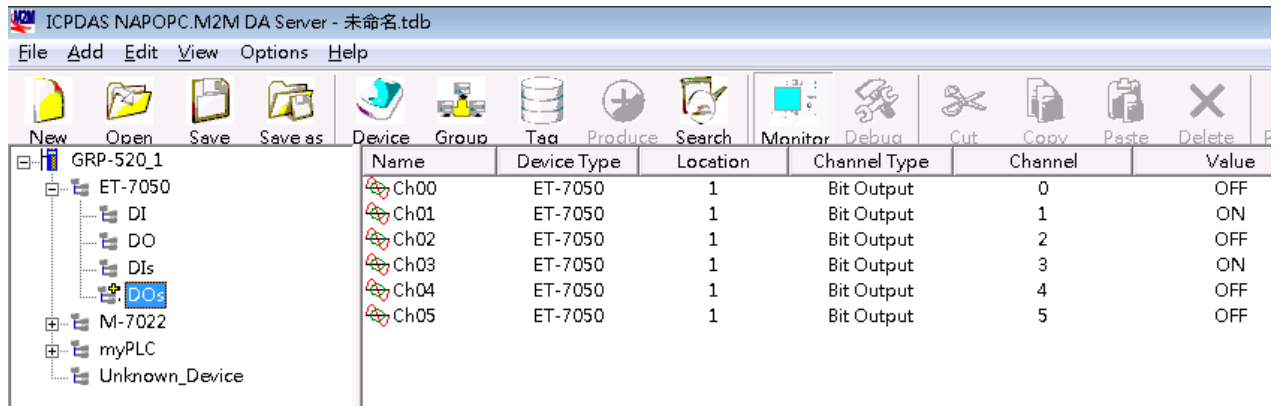 M2M ICPDAS NAPOPC.M2M DA Server - 未命名.tdb
File Add Edit View Options Help
New Open Save Save as Device Group Tag Produce Search Monitor Debug Cut Copy Paste Delete
GRP-520_1
ET-7050
DI
DO
DIs
DOs
M-7022
myPLC
Unknown_Device
Name Device Type Location Channel Type Channel Value
Ch00 ET-7050 1 Bit Output 0 OFF
Ch01 ET-7050 1 Bit Output 1 ON
Ch02 ET-7050 1 Bit Output 2 OFF
Ch03 ET-7050 1 Bit Output 3 ON
Ch04 ET-7050 1 Bit Output 4 OFF
Ch05 ET-7050 1 Bit Output 5 OFF